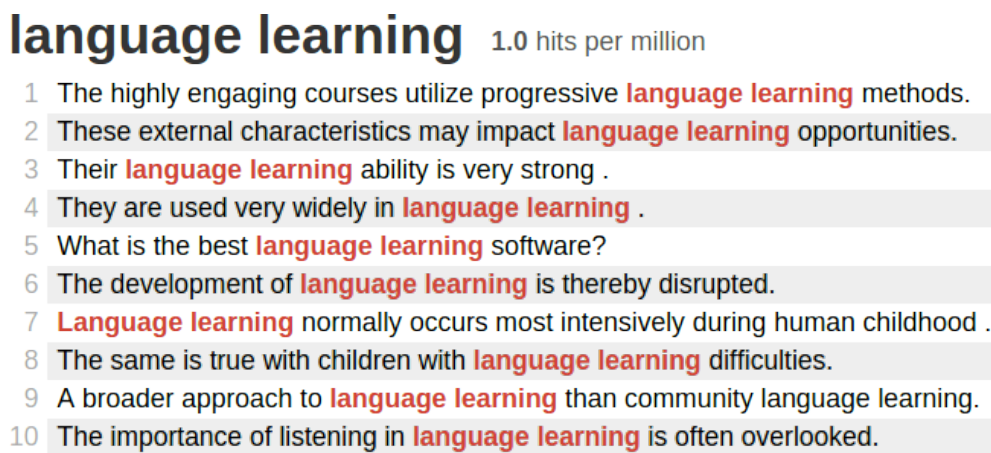 language learning 1.0 hits per million
1 The highly engaging courses utilize progressive language learning methods.
2 These external characteristics may impact language learning opportunities.
3 Their language learning ability is very strong .
4 They are used very widely in language learning .
5 What is the best language learning software?
6 The development of language learning is thereby disrupted.
7 Language learning normally occurs most intensively during human childhood .
8 The same is true with children with language learning difficulties.
9 A broader approach to language learning than community language learning.
10 The importance of listening in language learning is often overlooked.